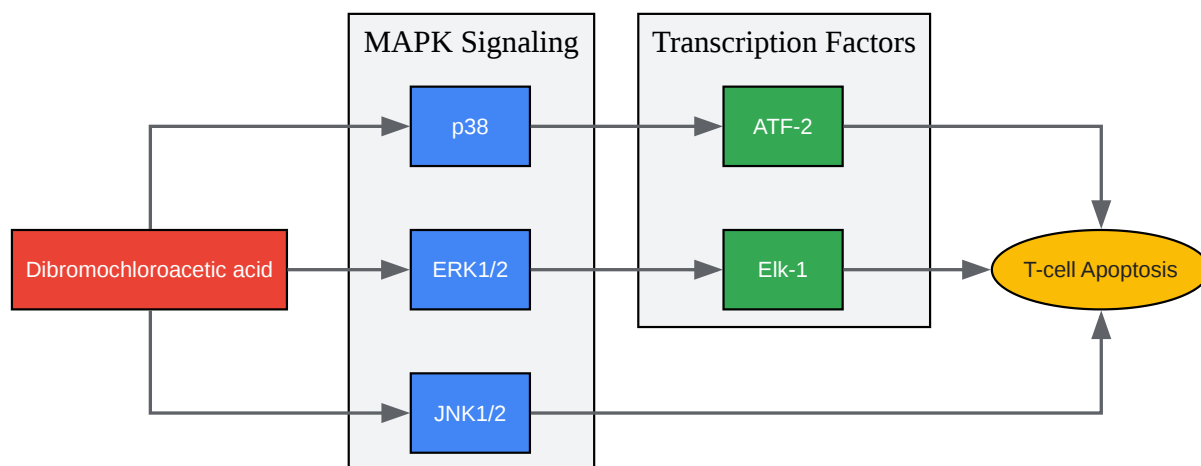 MAPK Signaling
Transcription Factors
p38
ATF-2
Dibromochloroacetic acid
ERK1/2
Elk-1
T-cell Apoptosis
JNK1/2